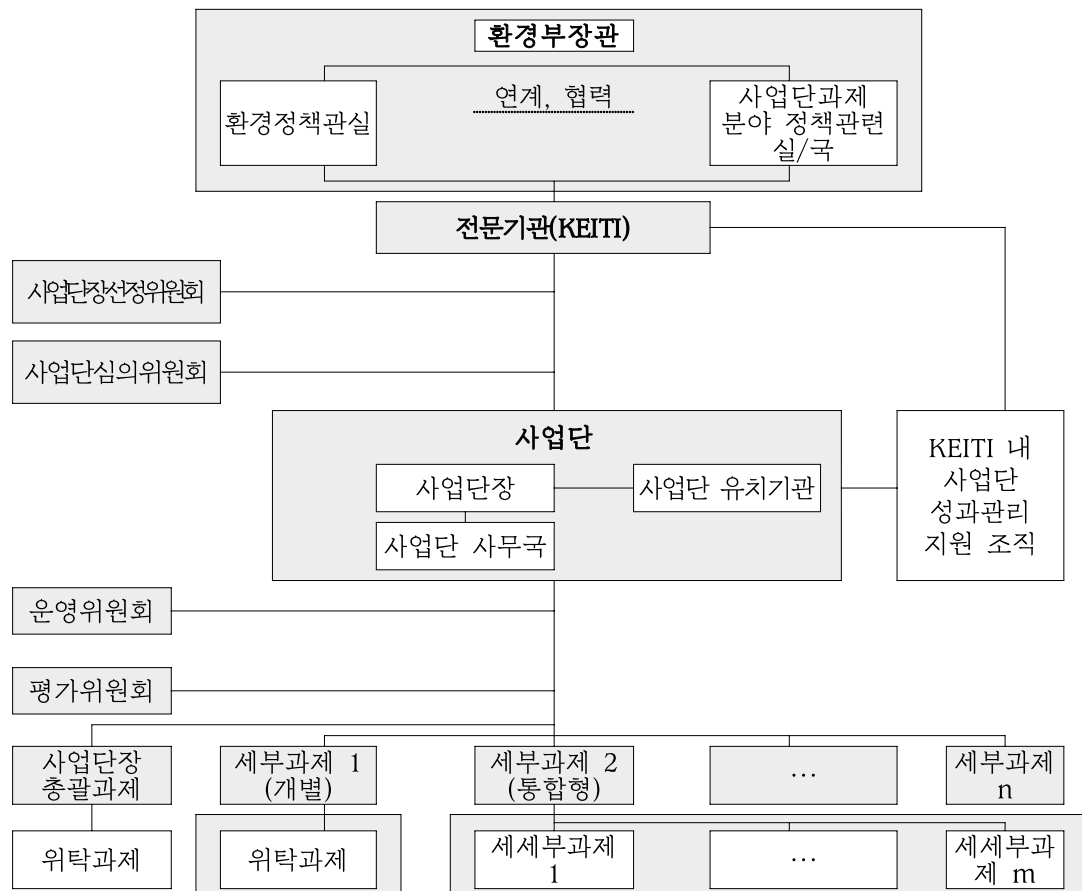 환경부장관
환경정책관실
연계, 협력
사업단과제
분야 정책관련
실/국
전문기관(KEITI)
사업단장선정위원회
사업단심의위원회
사업단
사업단장
사업단 유치기관
사업단 사무국
KEITI 내
사업단
성과관리
지원 조직
운영위원회
평가위원회
사업단장
총괄과제
세부과제 1
(개별)
세부과제 2
(통합형)
…
세부과제
n
위탁과제
위탁과제
세세부과제
1
…
세세부과
제 m